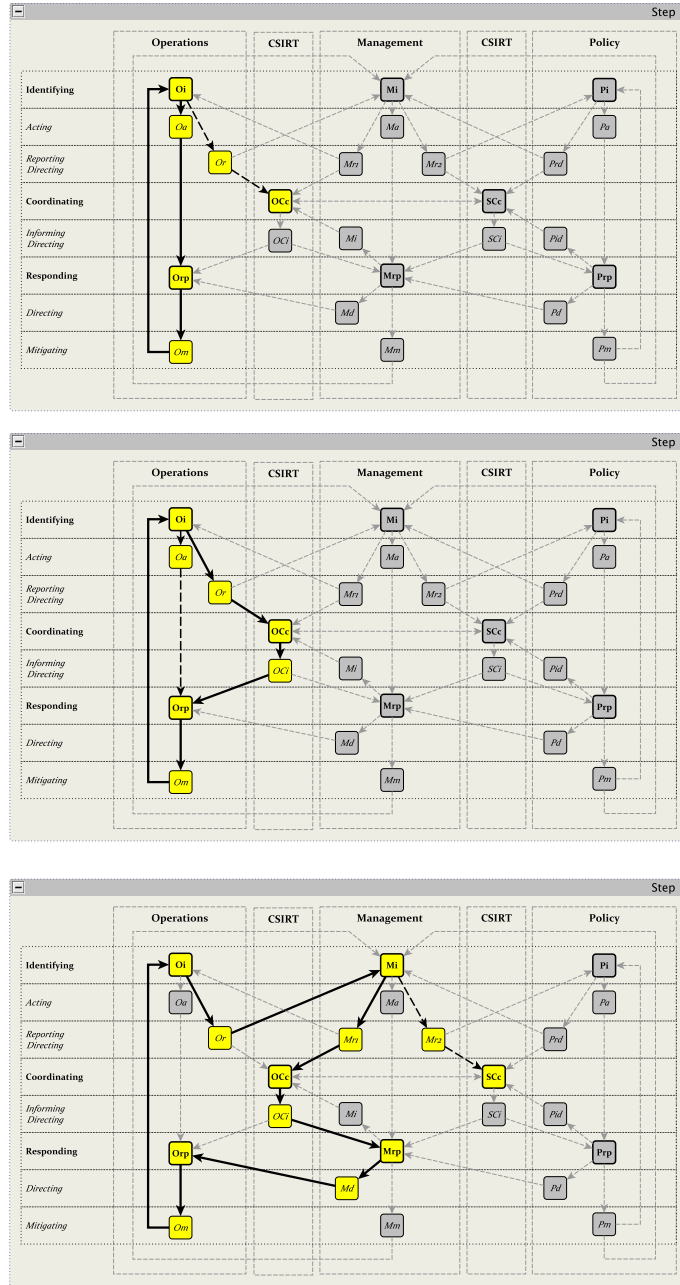 Step
Operations CSIRT Management CSIRT Policy
Identifying Oi Mi Pi
Acting Oa Ma Pa
Reporting
Directing
Or Mr1 Mr2 Prd
Coordinating OCc SCc
Informing
Directing
OCi Mi SCi Pid
Responding Orp Mrp Prp
Directing Md Pd
Mitigating Om Mm Pm
Step
Operations CSIRT Management CSIRT Policy
Identifying Oi Mi Pi
Acting Oa Ma Pa
Reporting
Directing
Or Mr1 Mr2 Prd
Coordinating OCc SCc
Informing
Directing
OCi Mi SCi Pid
Responding Orp Mrp Prp
Directing Md Pd
Mitigating Om Mm Pm
Step
Operations CSIRT Management CSIRT Policy
Identifying Oi Mi Pi
Acting Oa Ma Pa
Reporting
Directing
Or Mr1 Mr2 Prd
Coordinating OCc SCc
Informing
Directing
OCi Mi SCi Pid
Responding Orp Mrp Prp
Directing Md Pd
Mitigating Om Mm Pm